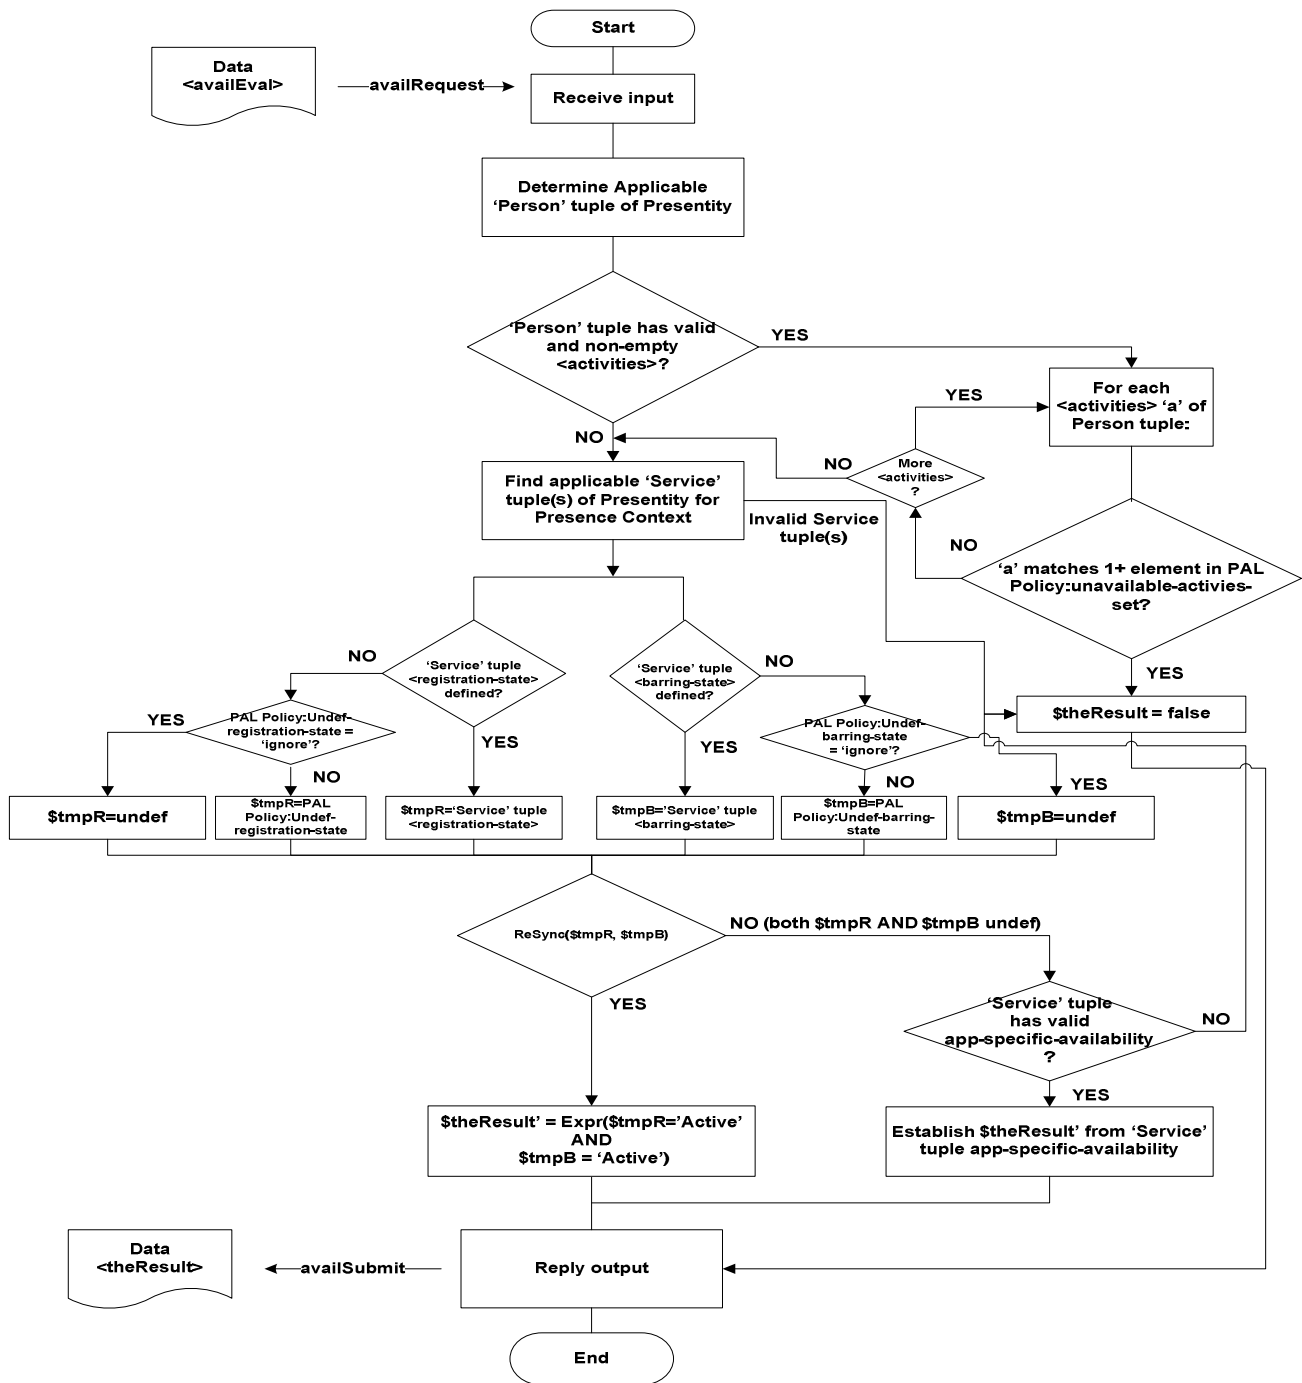 Start
Data
<availEval>
availRequest
Receive input
Determine Applicable
‘Person’ tuple of Presentity
‘Person’ tuple has valid
and non-empty
<activities>?
YES
For each
<activities> ‘a’ of
Person tuple:
YES
NO
NO
More
<activities>
?
Find applicable ‘Service’
tuple(s) of Presentity for
Presence Context
Invalid Service
tuple(s)
NO
‘a’ matches 1+ element in PAL
Policy:unavailable-activies-
set?
YES
$theResult = false
NO
‘Service’ tuple
<registration-state>
defined?
‘Service’ tuple
<barring-state>
defined?
NO
YES
PAL Policy:Undef-
registration-state =
‘ignore’?
PAL Policy:Undef-
barring-state
= ‘ignore’?
YES
YES
NO
NO
YES
$tmpR=undef
$tmpR=PAL
Policy:Undef-
registration-state
$tmpR=‘Service’ tuple
<registration-state>
$tmpB=’Service’ tuple
<barring-state>
$tmpB=PAL
Policy:Undef-barring-
state
$tmpB=undef
ReSync($tmpR, $tmpB)
NO (both $tmpR AND $tmpB undef)
YES
‘Service’ tuple
has valid
app-specific-availability
?
NO
YES
$theResult’ = Expr($tmpR=’Active’
AND
$tmpB = ‘Active’)
Establish $theResult’ from ‘Service’
tuple app-specific-availability
Data
<theResult>
availSubmit
Reply output
End